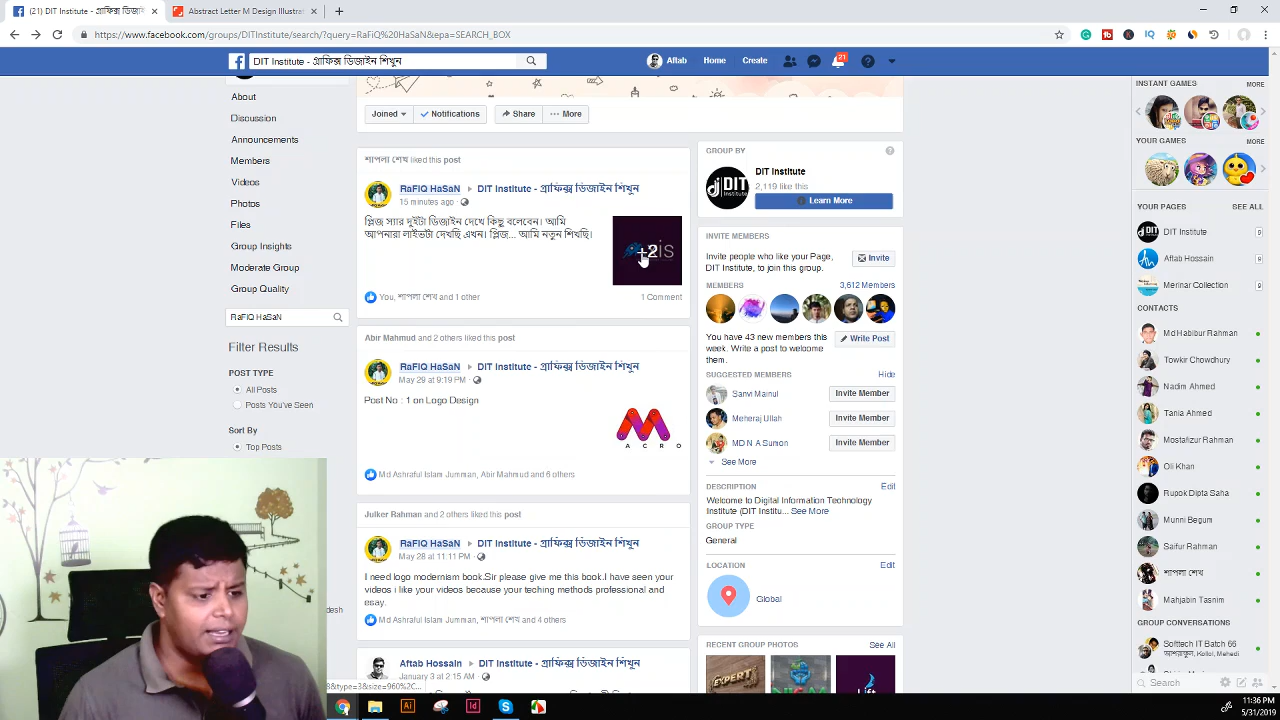 (21) DIT Institute - গ্রাফিক্স ডিজাইন শি
Abstract Letter M Design Illustrat
https://www.facebook.com/groups/DITInstitute/search/?query=RaFiQ%20HaSaN&epa=SEARCH_BOX
DIT Institute - গ্রাফিক্স ডিজাইন শিখুন
Aftab
Home
Create
21
About
Discussion
Announcements
Members
Videos
Photos
Files
Group Insights
Moderate Group
Group Quality
RaFiQ HaSaN
Filter Results
POST TYPE
All Posts
Posts You've Seen
Sort By
Top Posts
Joined
Notifications
Share
More
শাপলা শেখ liked this post
RaFiQ HaSaN DIT Institute - গ্রাফিক্স ডিজাইন শিখুন
15 minutes ago
প্লিজ স্যার দুইটা ডিজাইন দেখে কিছু বলবেন। আমি
আপনারা লাইভটা দেখছি এখন। প্লিজ... আমি নতুন শিখছি।
+2
You, শাপলা শেখ and 1 other
1 Comment
Abir Mahmud and 2 others liked this post
RaFiQ HaSaN DIT Institute - গ্রাফিক্স ডিজাইন শিখুন
May 29 at 9:19 PM
Post No : 1 on Logo Design
A C R O
Md Ashraful Islam Jumman, Abir Mahmud and 6 others
Julker Rahman and 2 others liked this post
RaFiQ HaSaN DIT Institute - গ্রাফিক্স ডিজাইন শিখুন
May 28 at 11:11 PM
I need logo modernism book.Sir please give me this book.I have seen your
videos i like your videos because your teching methods professional and
esay.
Md Ashraful Islam Jumman, শাপলা শেখ and 4 others
Aftab Hossain DIT Institute - গ্রাফিক্স ডিজাইন শিখুন
January 3 at 2:15 AM
GROUP BY
DIT Institute
2,119 like this
Learn More
INVITE MEMBERS
Invite people who like your Page,
DIT Institute, to join this group.
Invite
MEMBERS
3,612 Members
You have 43 new members this
week. Write a post to welcome
them.
Write Post
SUGGESTED MEMBERS
Hide
Sanvi Mainul
Invite Member
Meheraj Ullah
Invite Member
MD N A Sumon
Invite Member
See More
DESCRIPTION
Edit
Welcome to Digital Information Technology
Institute (DIT Institu... See More
GROUP TYPE
General
LOCATION
Edit
Global
RECENT GROUP PHOTOS
See All
EXPERT
Lift
INSTANT GAMES
MORE
YOUR GAMES
MORE
YOUR PAGES
SEE ALL
DIT Institute
9
Aftab Hossain
8
Merinar Collection
9
CONTACTS
Md Habibur Rahman
Towkir Chowdhury
Nadim Ahmed
Tania Ahmed
Mostafizur Rahman
Oli Khan
Rupok Dipta Saha
Munni Begum
Saifur Rahman
শাপলা শেখ
Mahjabin Tasnim
GROUP CONVERSATIONS
Softtech IT Batch 66
Search
11:36 PM
5/31/2019